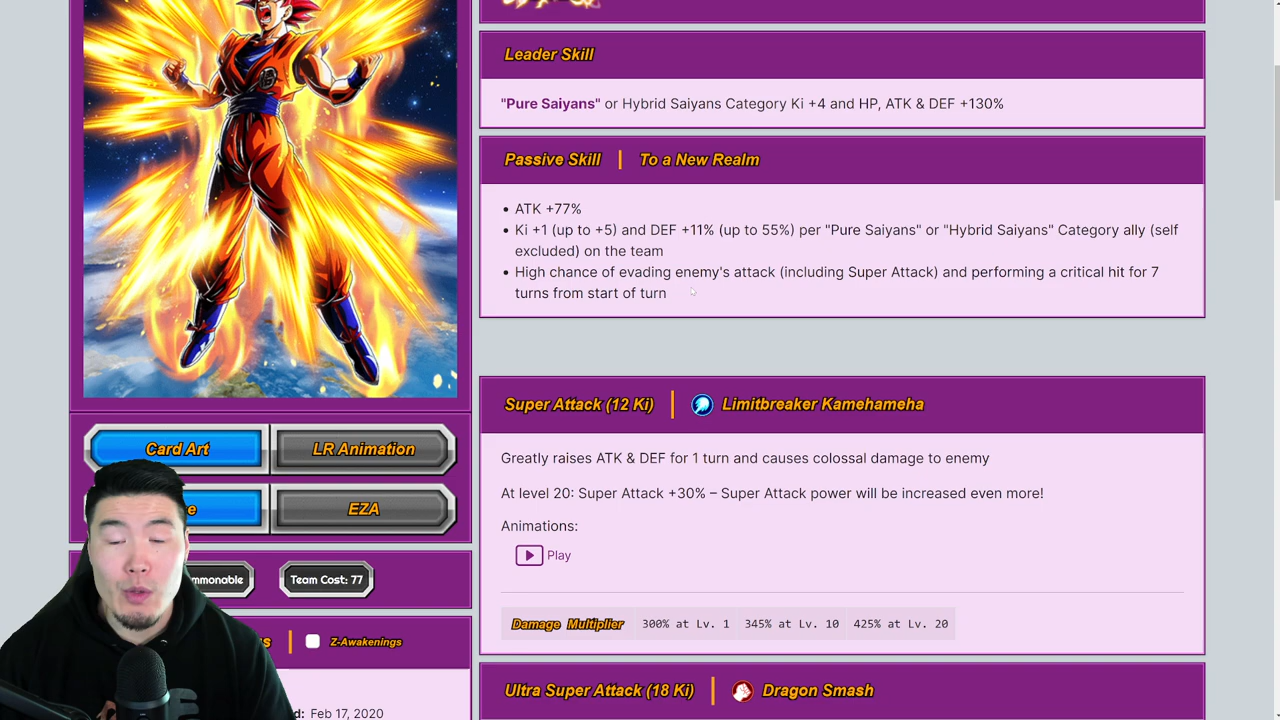 Leader Skill
"Pure Saiyans" or Hybrid Saiyans Category Ki +4 and HP, ATK & DEF +130%
Passive Skill | To a New Realm
• ATK +77%
• Ki +1 (up to +5) and DEF +11% (up to 55%) per "Pure Saiyans" or "Hybrid Saiyans" Category ally (self
excluded) on the team
• High chance of evading enemy's attack (including Super Attack) and performing a critical hit for 7
turns from start of turn
Card Art
LR Animation
EZA
Team Cost: 77
Z-Awakenings
Feb 17, 2020
Super Attack (12 Ki) | Limitbreaker Kamehameha
Greatly raises ATK & DEF for 1 turn and causes colossal damage to enemy
At level 20: Super Attack +30% – Super Attack power will be increased even more!
Animations:
Play
Damage Multiplier 300% at Lv. 1 345% at Lv. 10 425% at Lv. 20
Ultra Super Attack (18 Ki) | Dragon Smash